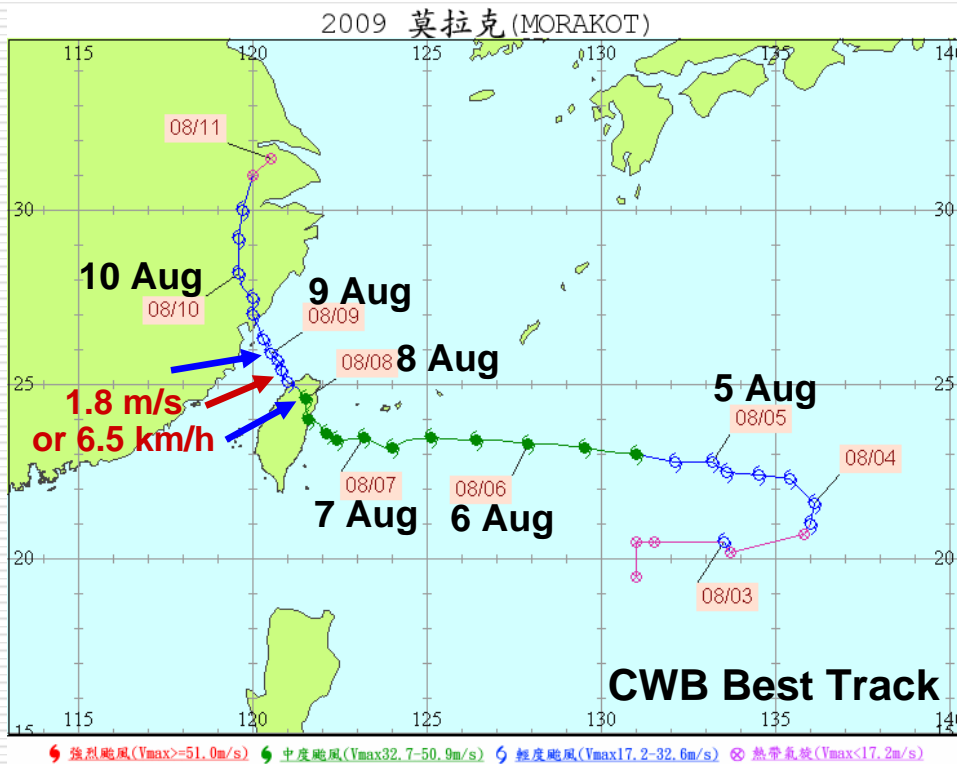 2009 莫拉克(MORAKOT)
115 120 125 130 135 140
08/11
30 30
10 Aug
08/10
9 Aug
08/09
08/08 8 Aug
25 25
1.8 m/s
or 6.5 km/h
5 Aug
08/05
08/04
08/07
7 Aug
08/06
6 Aug
20 20
08/03
CWB Best Track
15 115 120 125 130 135 140
強烈颱風(Vmax>=51.0m/s) 中度颱風(Vmax32.7-50.9m/s) 輕度颱風(Vmax17.2-32.6m/s) 熱帶氣旋(Vmax<17.2m/s)